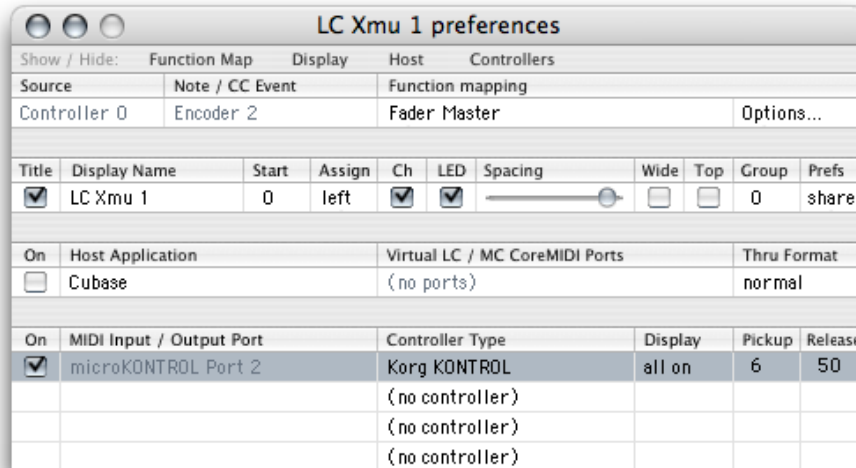 LC Xmu 1 preferences
Show / Hide: Function Map Display Host Controllers
Source Note / CC Event Function mapping
Controller 0 Encoder 2 Fader Master Options...
Title Display Name Start Assign Ch LED Spacing Wide Top Group Prefs
LC Xmu 1 0 left 0 share
On Host Application Virtual LC / MC CoreMIDI Ports Thru Format
Cubase (no ports) normal
On MIDI Input / Output Port Controller Type Display Pickup Release
microKONTROL Port 2 Korg KONTROL all on 6 50
(no controller)
(no controller)
(no controller)